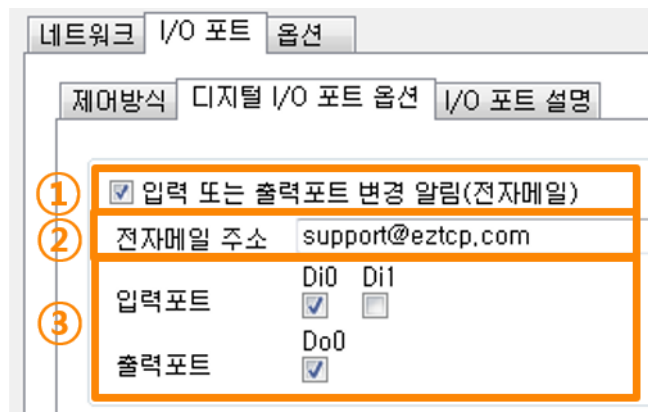 네트워크 I/O 포트 옵션
제어방식 디지털 I/O 포트 옵션 I/O 포트 설명
① 입력 또는 출력포트 변경 알림(전자메일)
② 전자메일 주소 support@eztcp.com
Di0 Di1
③ 입력포트
Do0
출력포트